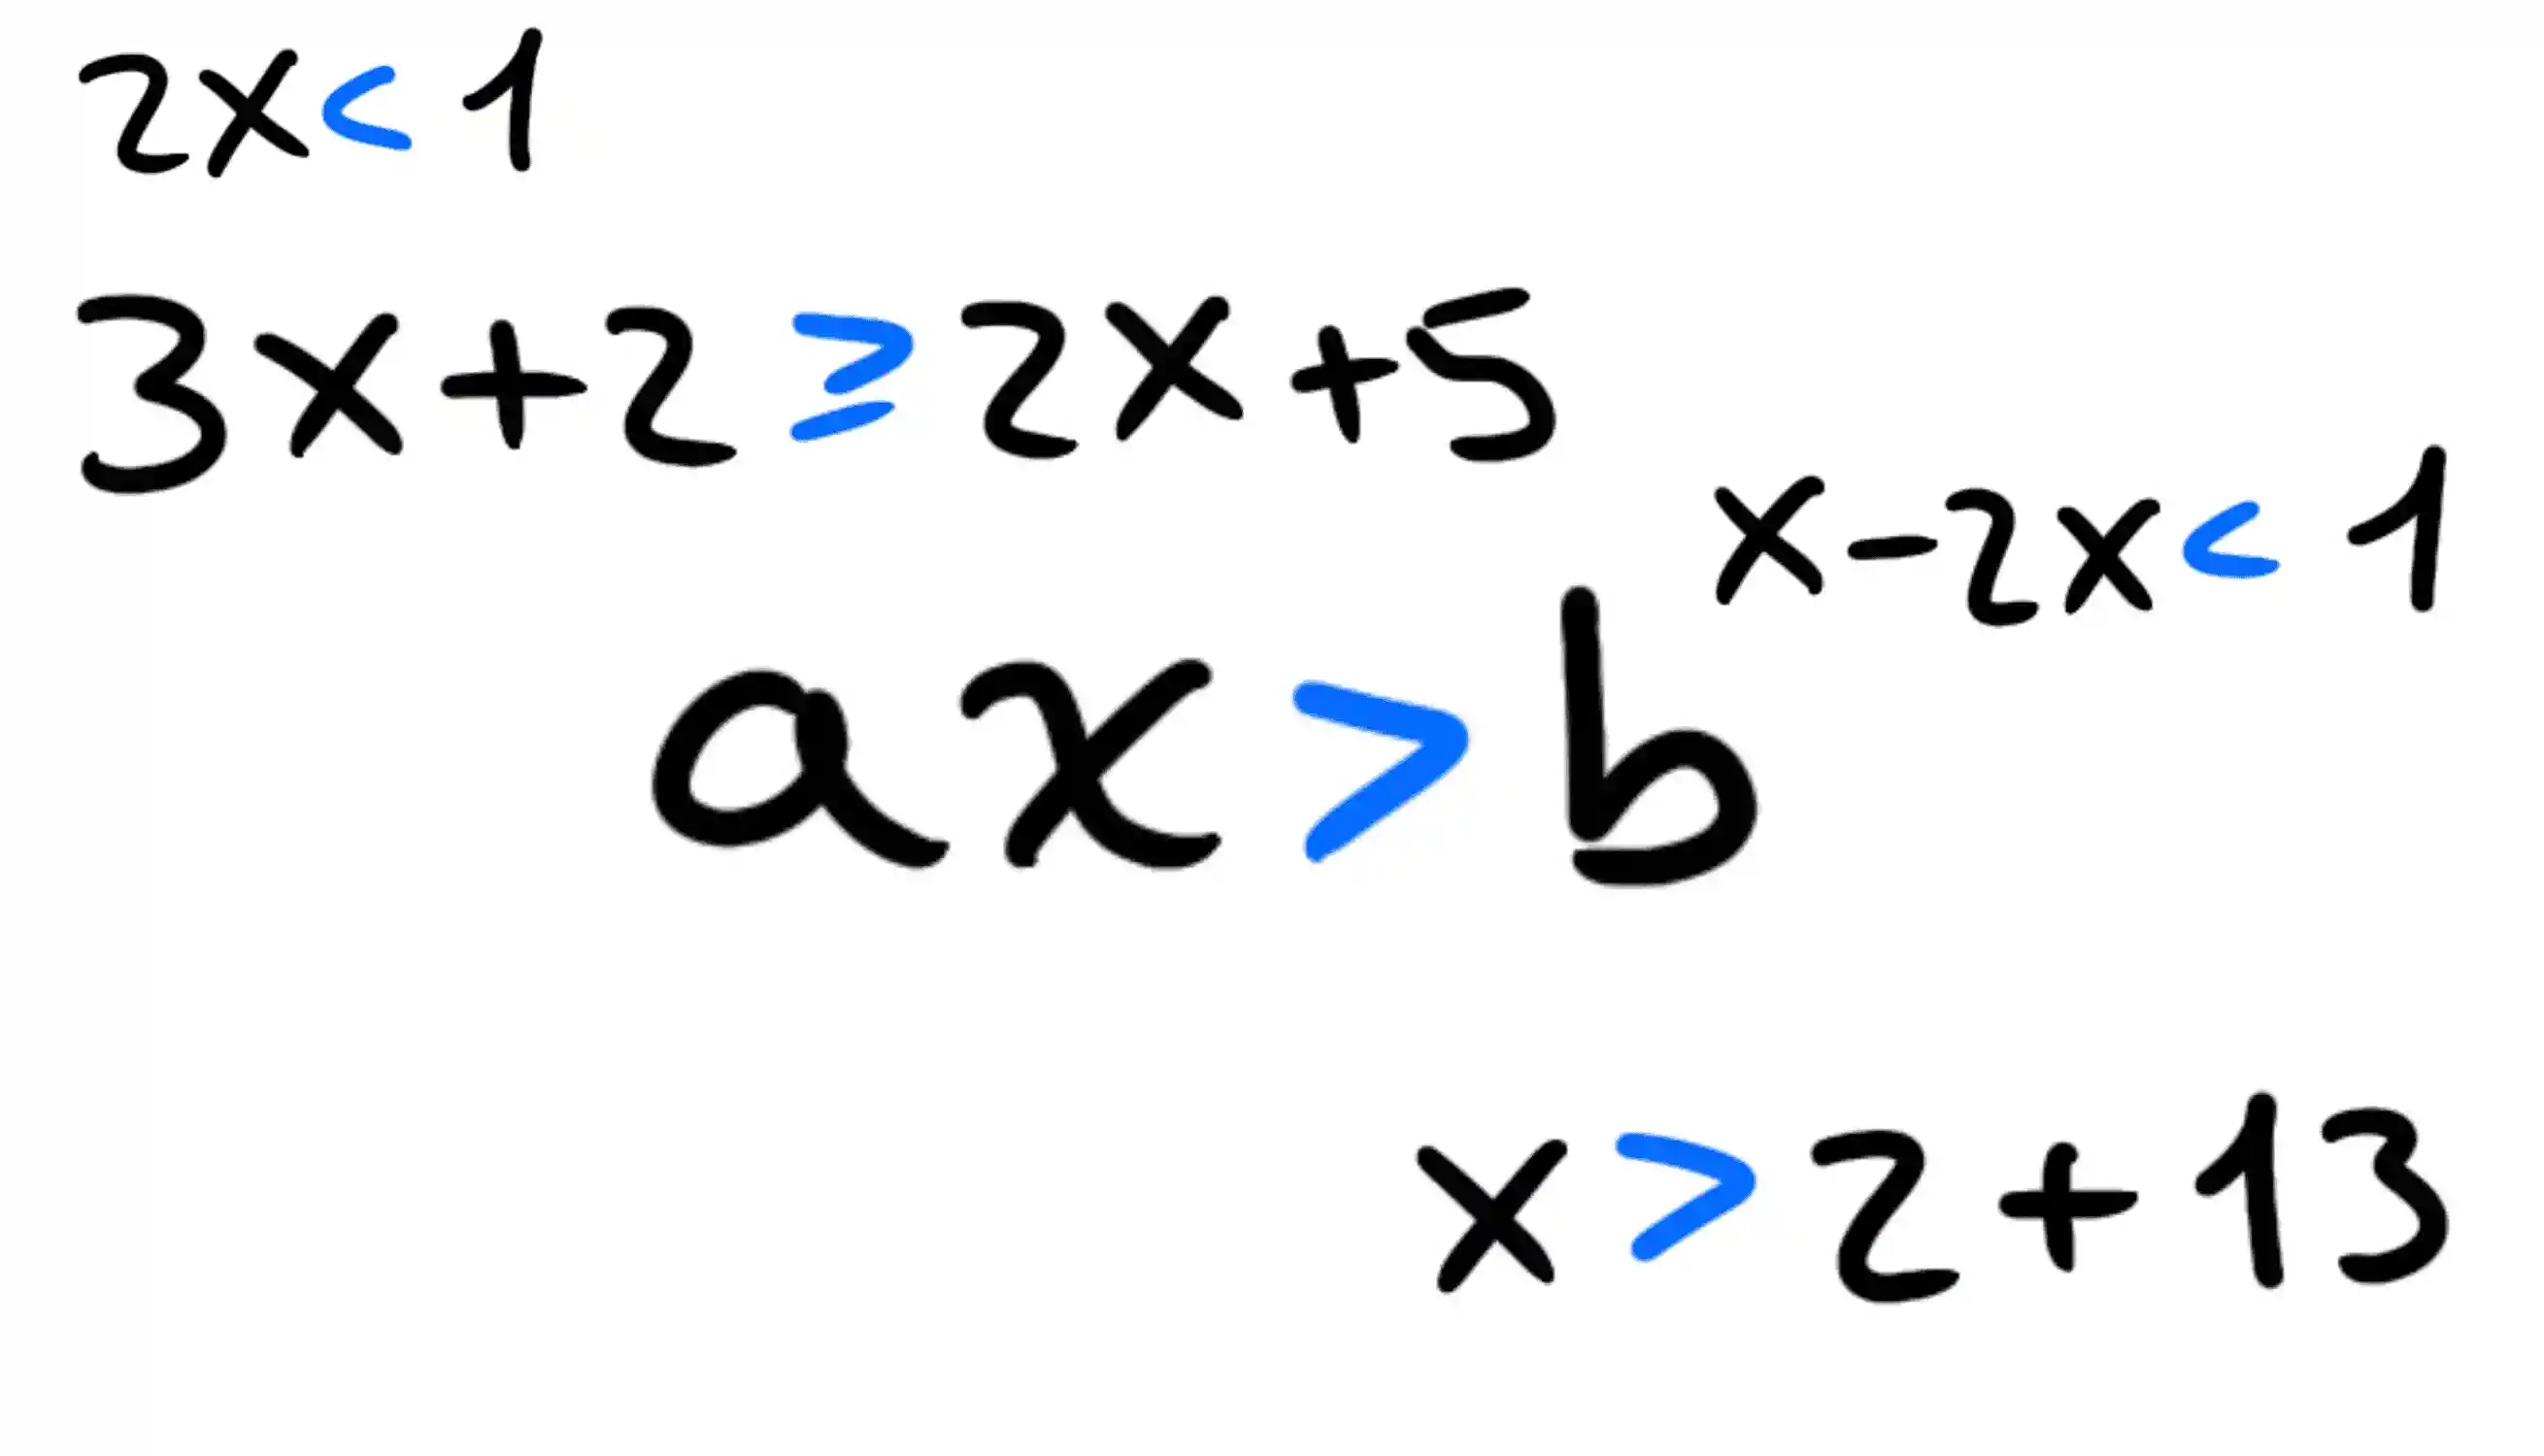 2x < 1
3x + 2 ≥ 2x + 5
x - 2x < 1
ax > b
x > 2 + 13